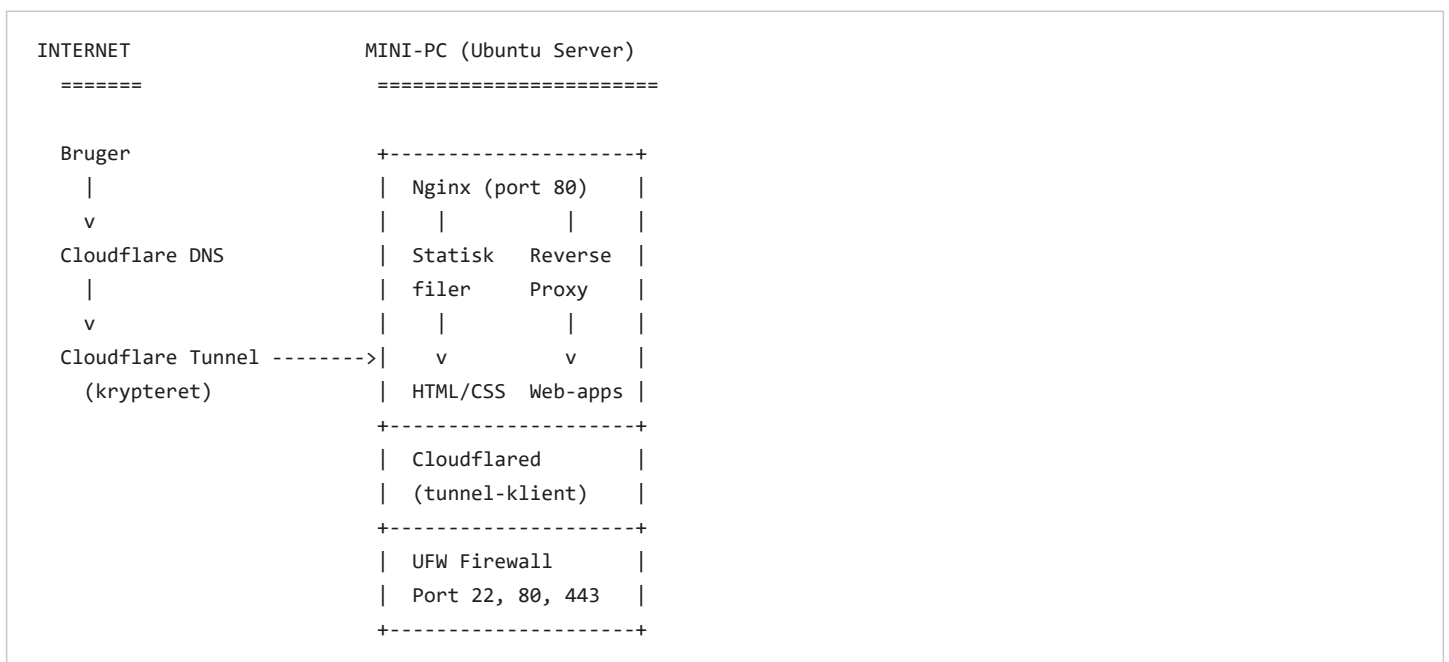 INTERNET                    MINI-PC (Ubuntu Server)
  =======                    ========================

  Bruger                     +----------------------+
    |                        |  Nginx (port 80)     |
    v                        |    |          |      |
  Cloudflare DNS             |  Statisk   Reverse   |
    |                        |  filer     Proxy     |
    v                        |    |          |      |
  Cloudflare Tunnel -------->|    v          v      |
    (krypteret)              |  HTML/CSS  Web-apps  |
                             +----------------------+
                             |  Cloudflared         |
                             |  (tunnel-klient)     |
                             +----------------------+
                             |  UFW Firewall        |
                             |  Port 22, 80, 443    |
                             +----------------------+